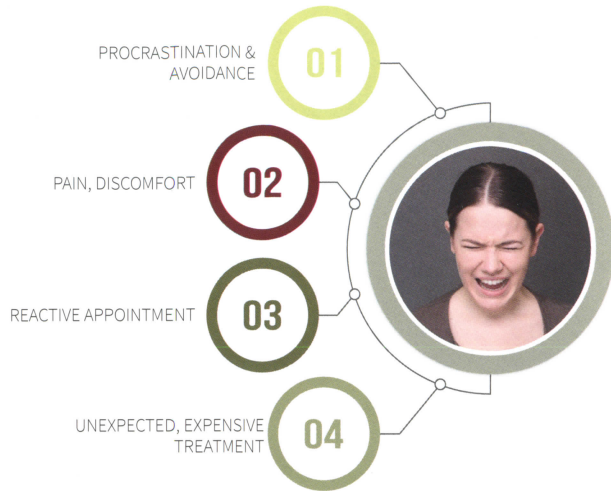 PROCRASTINATION &
AVOIDANCE
01
PAIN, DISCOMFORT
02
REACTIVE APPOINTMENT
03
UNEXPECTED, EXPENSIVE
TREATMENT
04